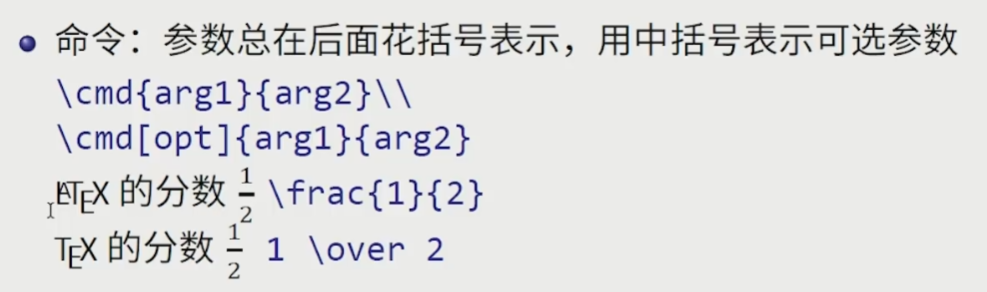 命令：参数总在后面花括号表示，用中括号表示可选参数
\cmd{arg1}{arg2}\\
\cmd[opt]{arg1}{arg2}
LATEX 的分数 1/2 \frac{1}{2}
TEX 的分数 1/2 1 \over 2